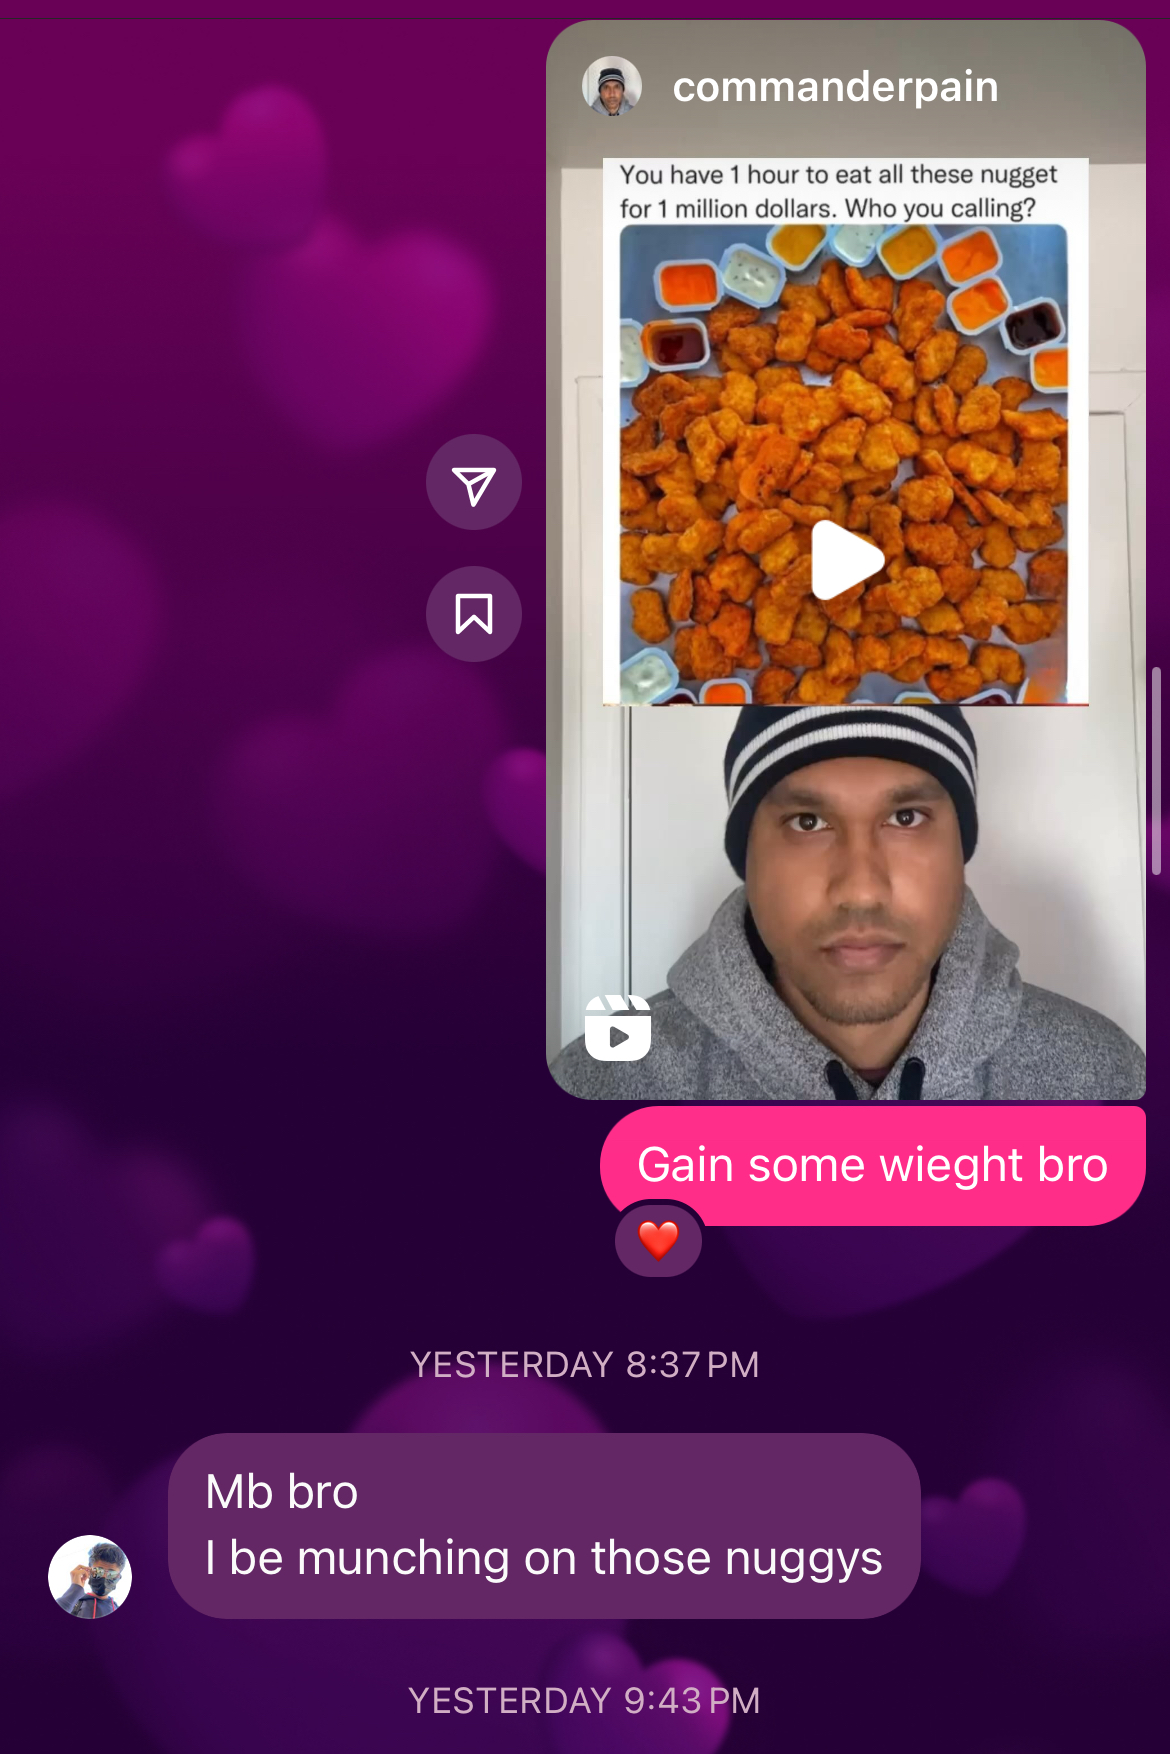 commanderpain
You have 1 hour to eat all these nugget
for 1 million dollars. Who you calling?
Gain some wieght bro
YESTERDAY 8:37 PM
Mb bro
I be munching on those nuggys
YESTERDAY 9:43 PM